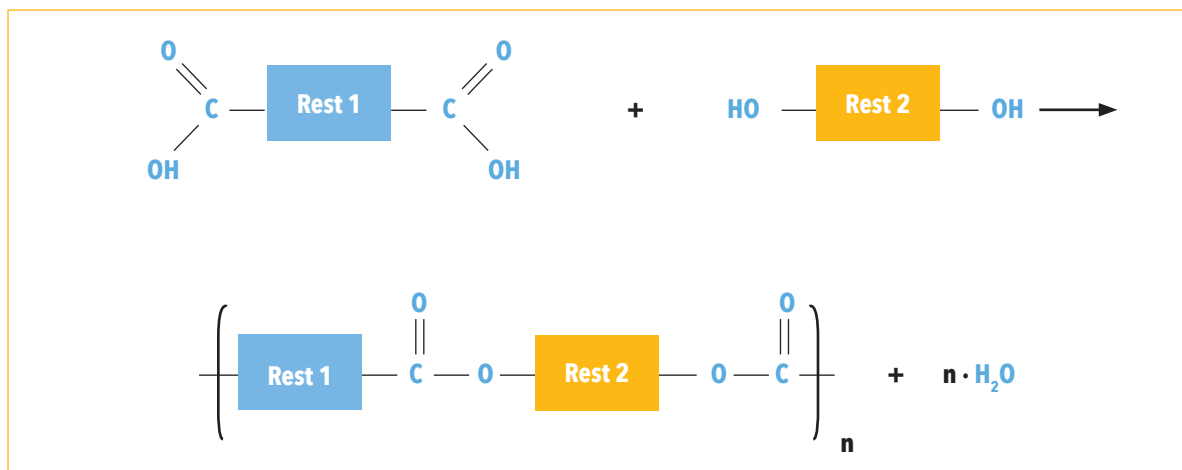 O O
C Rest 1 C + HO Rest 2 OH
OH OH
O O
Rest 1 C O Rest 2 O C + n · H₂O
n